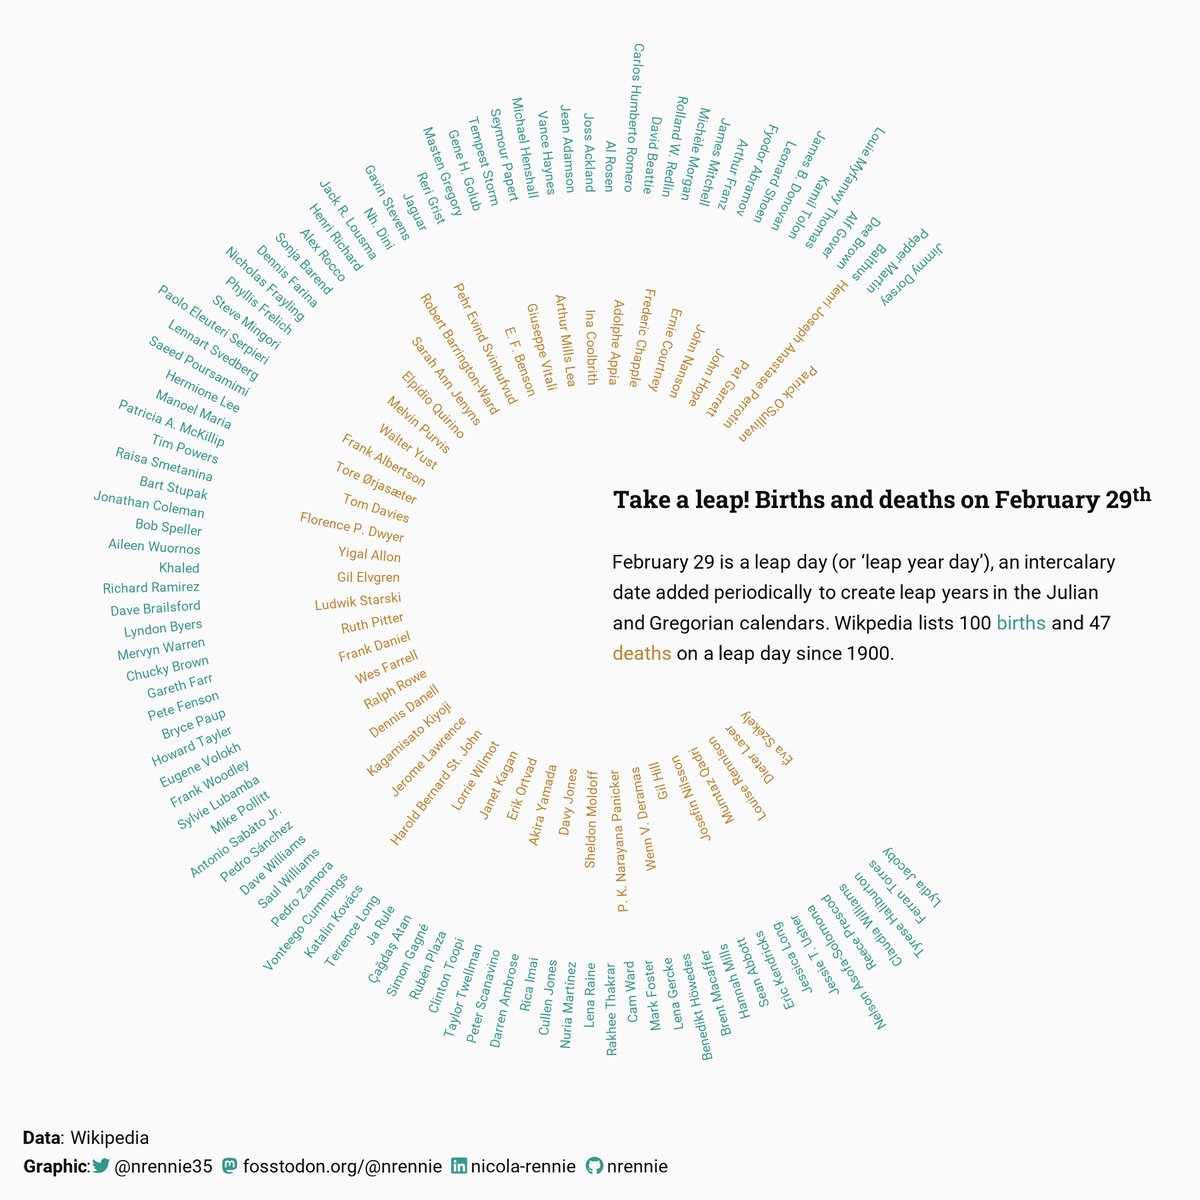 Jimmy Dorsey
Pepper Martin
Balthus
Dee Brown
Alf Gover
Louie Myfanwy Thomas
Kamil Tolon
James B. Donovan
Leonard Shoen
Fyodor Abramov
Arthur Franz
James Mitchell
Michèle Morgan
Rolland W. Redlin
David Beattie
Carlos Humberto Romero
Al Rosen
Joss Ackland
Jean Adamson
Vance Haynes
Michael Henshall
Seymour Papert
Tempest Storm
Gene H. Golub
Masten Gregory
Reri Grist
Jaguar
Gavin Stevens
Nh. Dini
Jack R. Lousma
Henri Richard
Alex Rocco
Sonja Barend
Dennis Farina
Nicholas Frayling
Phyllis Frelich
Steve Mingori
Paolo Eleuteri Serpieri
Lennart Svedberg
Saeed Poursamimi
Hermione Lee
Manoel Maria
Patricia A. McKillip
Tim Powers
Raisa Smetanina
Bart Stupak
Jonathan Coleman
Bob Speller
Aileen Wuornos
Khaled
Richard Ramirez
Dave Brailsford
Lyndon Byers
Mervyn Warren
Chucky Brown
Gareth Farr
Pete Fenson
Bryce Paup
Howard Tayler
Eugene Volokh
Frank Woodley
Sylvie Lubamba
Mike Pollitt
Antonio Sabàto Jr.
Pedro Sánchez
Dave Williams
Saul Williams
Pedro Zamora
Vonteego Cummings
Katalin Kovács
Terrence Long
Ja Rule
Çağdaş Atan
Simon Gagné
Rubén Plaza
Clinton Toopi
Taylor Twellman
Peter Scanavino
Darren Ambrose
Rica Imai
Cullen Jones
Nuria Martínez
Lena Raine
Rakhee Thakrar
Cam Ward
Mark Foster
Lena Gercke
Benedikt Höwedes
Brent Macaffer
Hannah Mills
Sean Abbott
Eric Kendricks
Jessica Long
Jessie T. Usher
Nelson Asofa-Solomona
Reece Prescod
Claudia Williams
Tyrese Haliburton
Ferran Torres
Lydia Jacoby
Patrick O'Sullivan
Henri Joseph Anastase Perrotin
Pat Garrett
John Hope
John Nanson
Ernie Courtney
Frederic Chapple
Adolphe Appia
Ina Coolbrith
Arthur Mills Lea
Giuseppe Vitali
E. F. Benson
Pehr Evind Svinhufvud
Robert Barrington-Ward
Sarah Ann Jenyns
Elpidio Quirino
Melvin Purvis
Walter Yust
Frank Albertson
Tore Ørjasæter
Tom Davies
Florence P. Dwyer
Yigal Allon
Gil Elvgren
Ludwik Starski
Ruth Pitter
Frank Daniel
Wes Farrell
Ralph Rowe
Dennis Danell
Kagamisato Kiyoji
Jerome Lawrence
Harold Bernard St. John
Lorrie Wilmot
Janet Kagan
Erik Ortvad
Akira Yamada
Davy Jones
Sheldon Moldoff
P. K. Narayana Panicker
Wenn V. Deramas
Gil Hill
Josefin Nilsson
Mumtaz Qadri
Louise Rennison
Dieter Laser
Éva Székely
Take a leap! Births and deaths on February 29th
February 29 is a leap day (or ‘leap year day’), an intercalary
date added periodically to create leap years in the Julian
and Gregorian calendars. Wikpedia lists 100 births and 47
deaths on a leap day since 1900.
Data: Wikipedia
Graphic: @nrennie35 fosstodon.org/@nrennie nicola-rennie nrennie